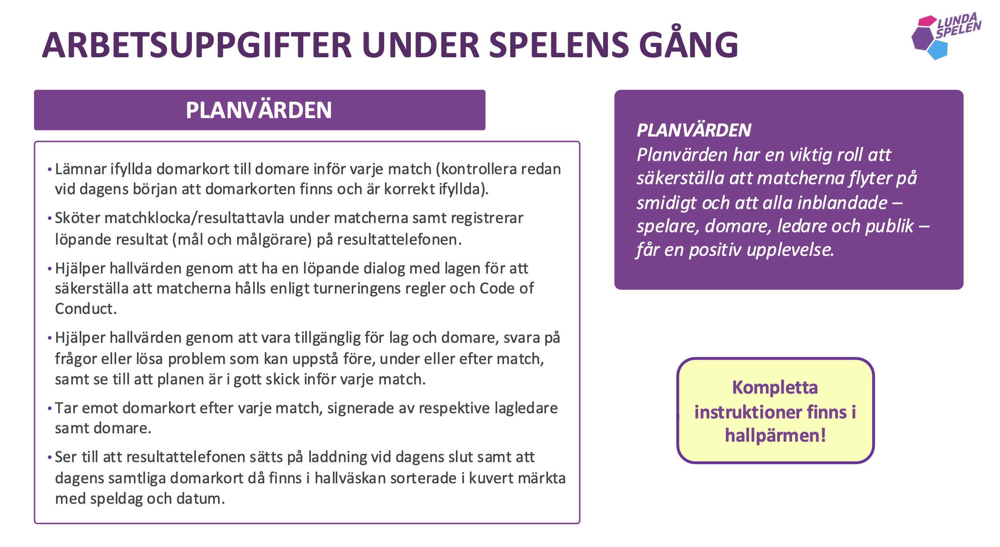 ARBETSUPPGIFTER UNDER SPELENS GÅNG
LUNDA
SPELEN
PLANVÄRDEN
• Lämnar ifyllda domarkort till domare inför varje match (kontrollera redan
vid dagens början att domarkorten finns och är korrekt ifyllda).
• Sköter matchklocka/resultattavla under matcherna samt registrerar
löpande resultat (mål och målgörare) på resultattelefonen.
• Hjälper hallvärden genom att ha en löpande dialog med lagen för att
säkerställa att matcherna hålls enligt turneringens regler och Code of
Conduct.
• Hjälper hallvärden genom att vara tillgänglig för lag och domare, svara på
frågor eller lösa problem som kan uppstå före, under eller efter match,
samt se till att planen är i gott skick inför varje match.
• Tar emot domarkort efter varje match, signerade av respektive lagledare
samt domare.
• Ser till att resultattelefonen sätts på laddning vid dagens slut samt att
dagens samtliga domarkort då finns i hallväskan sorterade i kuvert märkta
med speldag och datum.
PLANVÄRDEN
Planvärden har en viktig roll att
säkerställa att matcherna flyter på
smidigt och att alla inblandade –
spelare, domare, ledare och publik –
får en positiv upplevelse.
Kompletta
instruktioner finns i
hallpärmen!